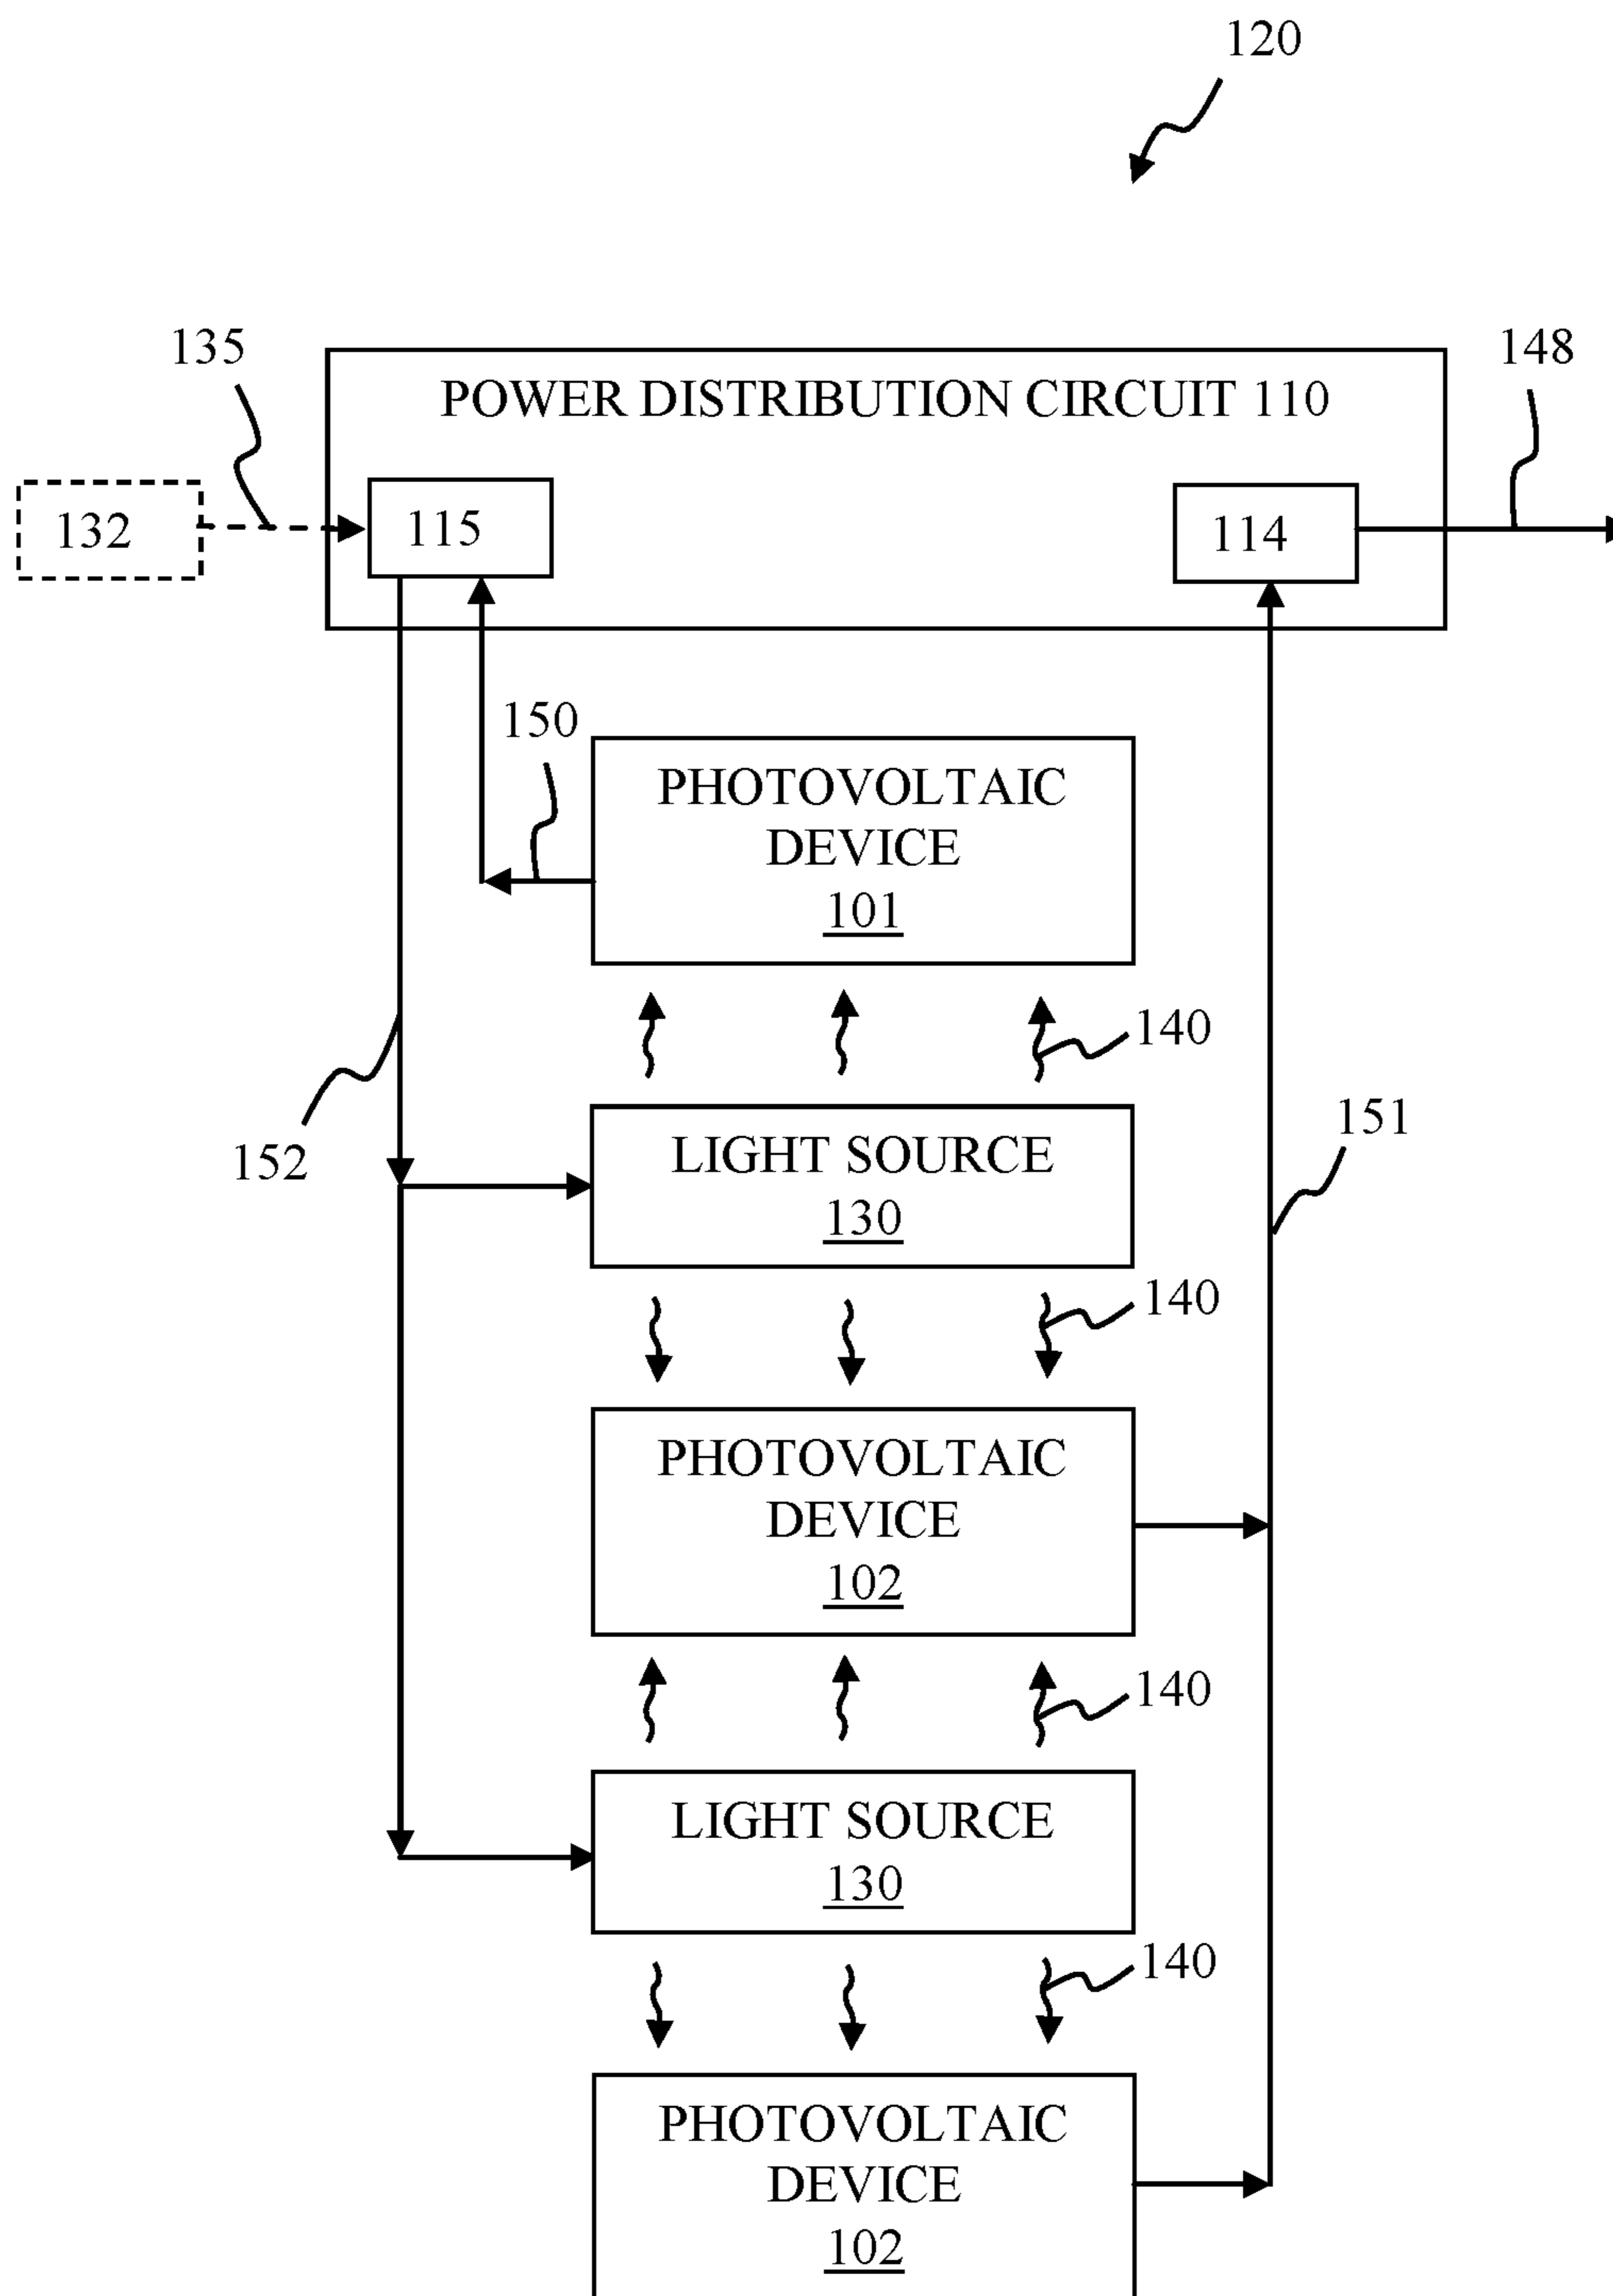 120
135
148
POWER DISTRIBUTION CIRCUIT 110
132
115
114
150
PHOTOVOLTAIC
DEVICE
101
140
151
LIGHT SOURCE
130
152
140
PHOTOVOLTAIC
DEVICE
102
140
LIGHT SOURCE
130
140
PHOTOVOLTAIC
DEVICE
102